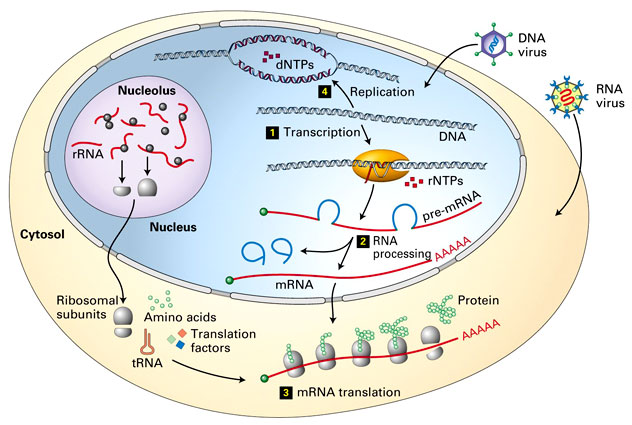 DNA
virus
RNA
virus
dNTPs
4 Replication
Nucleolus
1 Transcription
DNA
rRNA
rNTPs
pre-mRNA
Nucleus
Cytosol
2 RNA
processing
AAAAA
mRNA
Ribosomal
subunits
Amino acids
Translation
factors
tRNA
Protein
AAAAA
3 mRNA translation